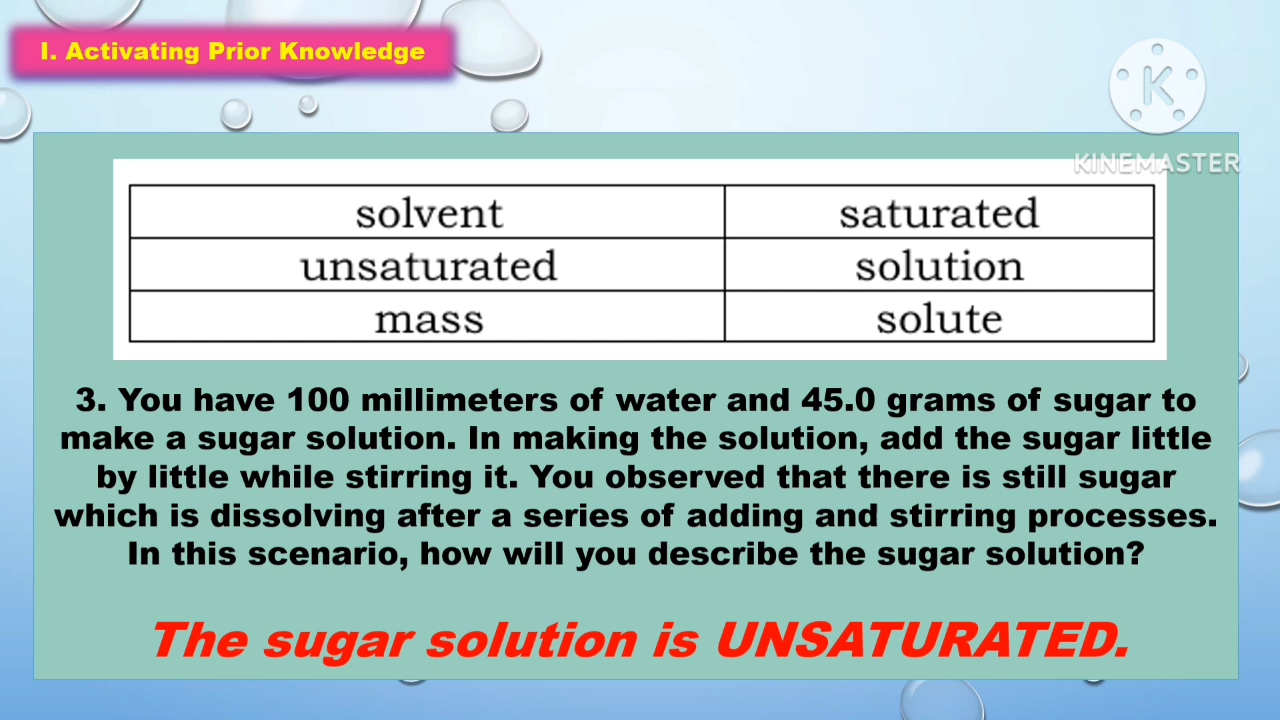 I. Activating Prior Knowledge
K
KINEMASTER
solvent saturated
unsaturated solution
mass solute
3. You have 100 millimeters of water and 45.0 grams of sugar to
make a sugar solution. In making the solution, add the sugar little
by little while stirring it. You observed that there is still sugar
which is dissolving after a series of adding and stirring processes.
In this scenario, how will you describe the sugar solution?
The sugar solution is UNSATURATED.